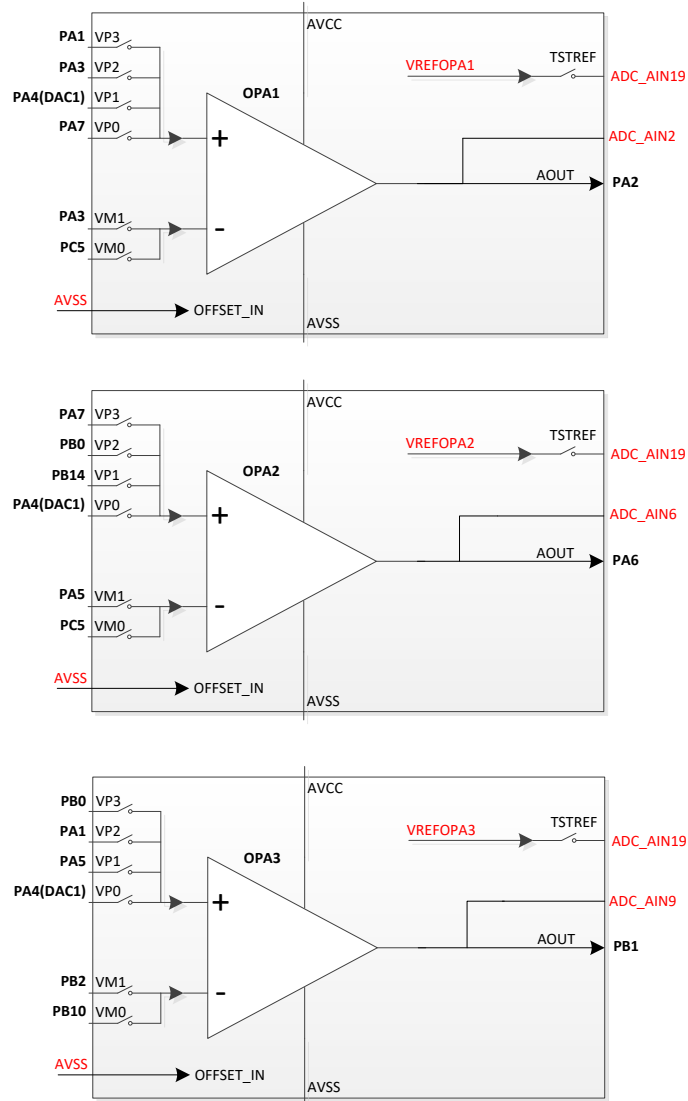 AVCC
PA1 VP3
VREFOPA1 TSTREF ADC_AIN19
PA3 VP2
OPA1
PA4(DAC1) VP1
PA7 VP0
+
ADC_AIN2
AOUT PA2
PA3 VM1
-
PC5 VM0
AVSS OFFSET_IN
AVSS
AVCC
PA7 VP3
VREFOPA2 TSTREF ADC_AIN19
PB0 VP2
OPA2
PB14 VP1
PA4(DAC1) VP0
+
ADC_AIN6
AOUT PA6
PA5 VM1
-
PC5 VM0
AVSS OFFSET_IN
AVSS
AVCC
PB0 VP3
VREFOPA3 TSTREF ADC_AIN19
PA1 VP2
OPA3
PA5 VP1
PA4(DAC1) VP0
+
ADC_AIN9
AOUT PB1
PB2 VM1
-
PB10 VM0
AVSS OFFSET_IN
AVSS